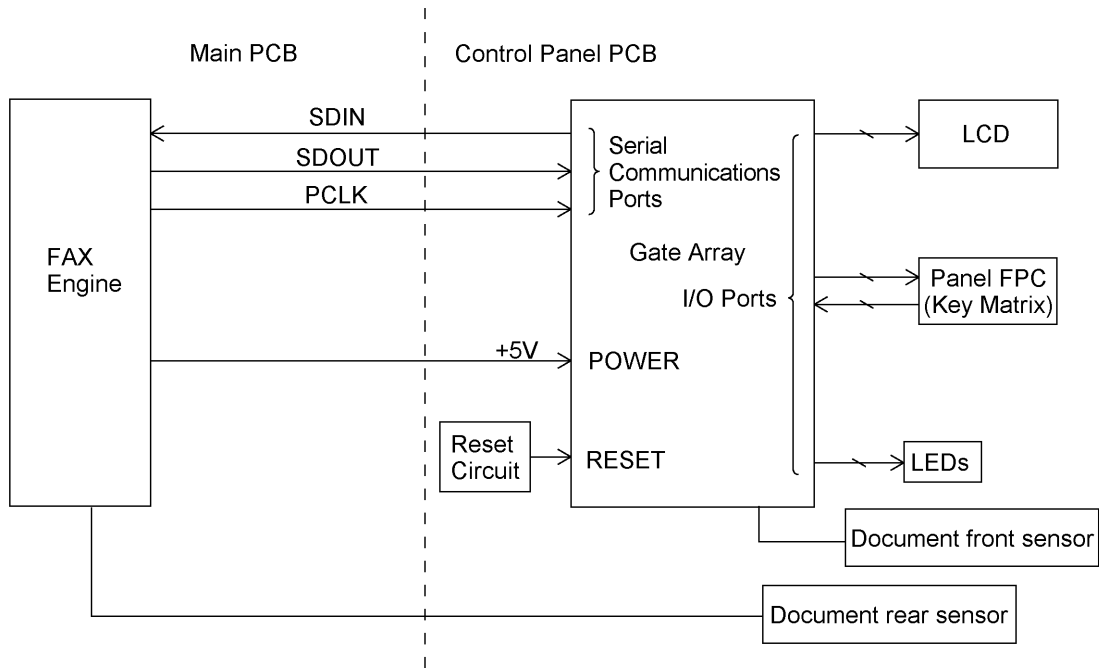 Main PCB
Control Panel PCB
SDIN
SDOUT
PCLK
Serial
Communications
Ports
LCD
FAX
Engine
Gate Array
I/O Ports
Panel FPC
(Key Matrix)
+5V
POWER
Reset
Circuit
RESET
LEDs
Document front sensor
Document rear sensor